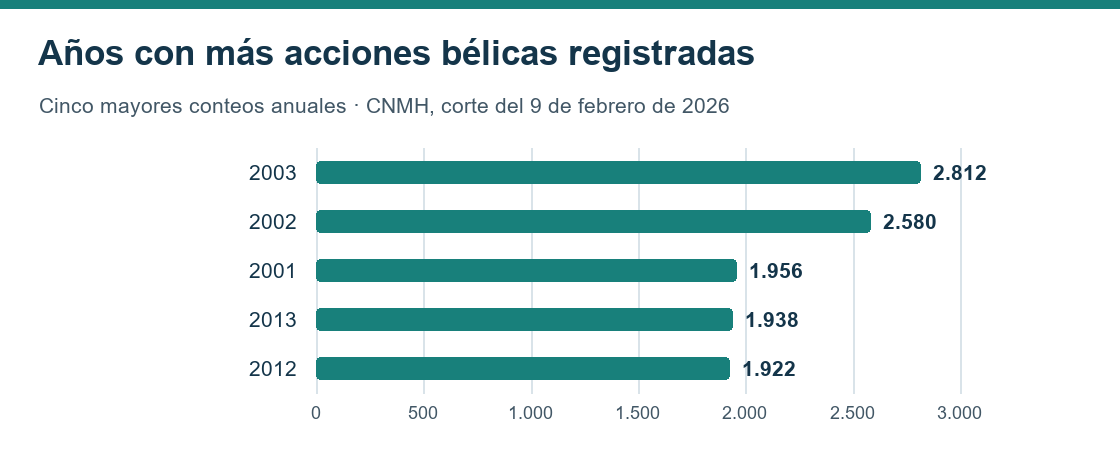 Años con más acciones bélicas registradas
Cinco mayores conteos anuales · CNMH, corte del 9 de febrero de 2026
2003 2.812
2002 2.580
2001 1.956
2013 1.938
2012 1.922
0 500 1.000 1.500 2.000 2.500 3.000